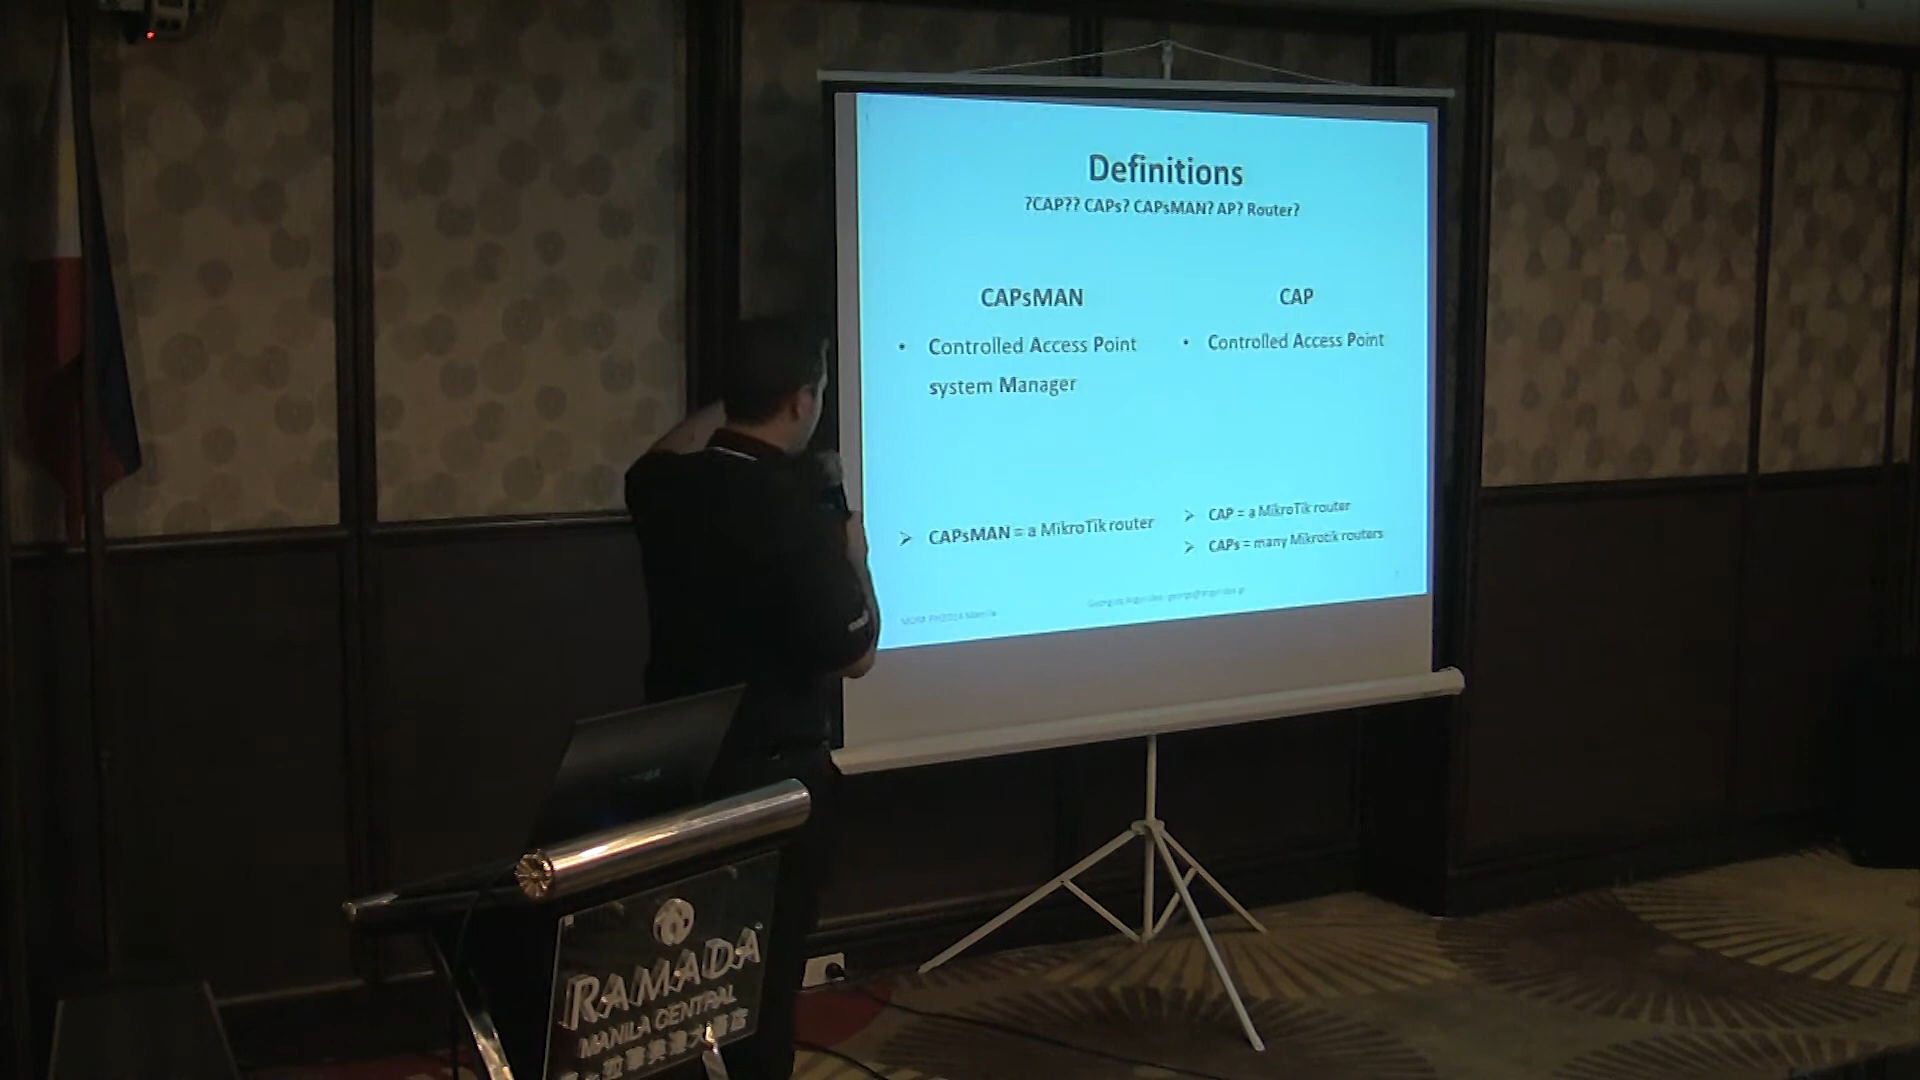 Definitions
?CAP?? CAPs? CAPsMAN? AP? Router?
CAPsMAN
• Controlled Access Point
system Manager
➢ CAPsMAN = a MikroTik router
CAP
• Controlled Access Point
➢ CAP = a MikroTik router
➢ CAPs = many Mikrotik routers
Manila
RAMADA
MANILA CENTRAL